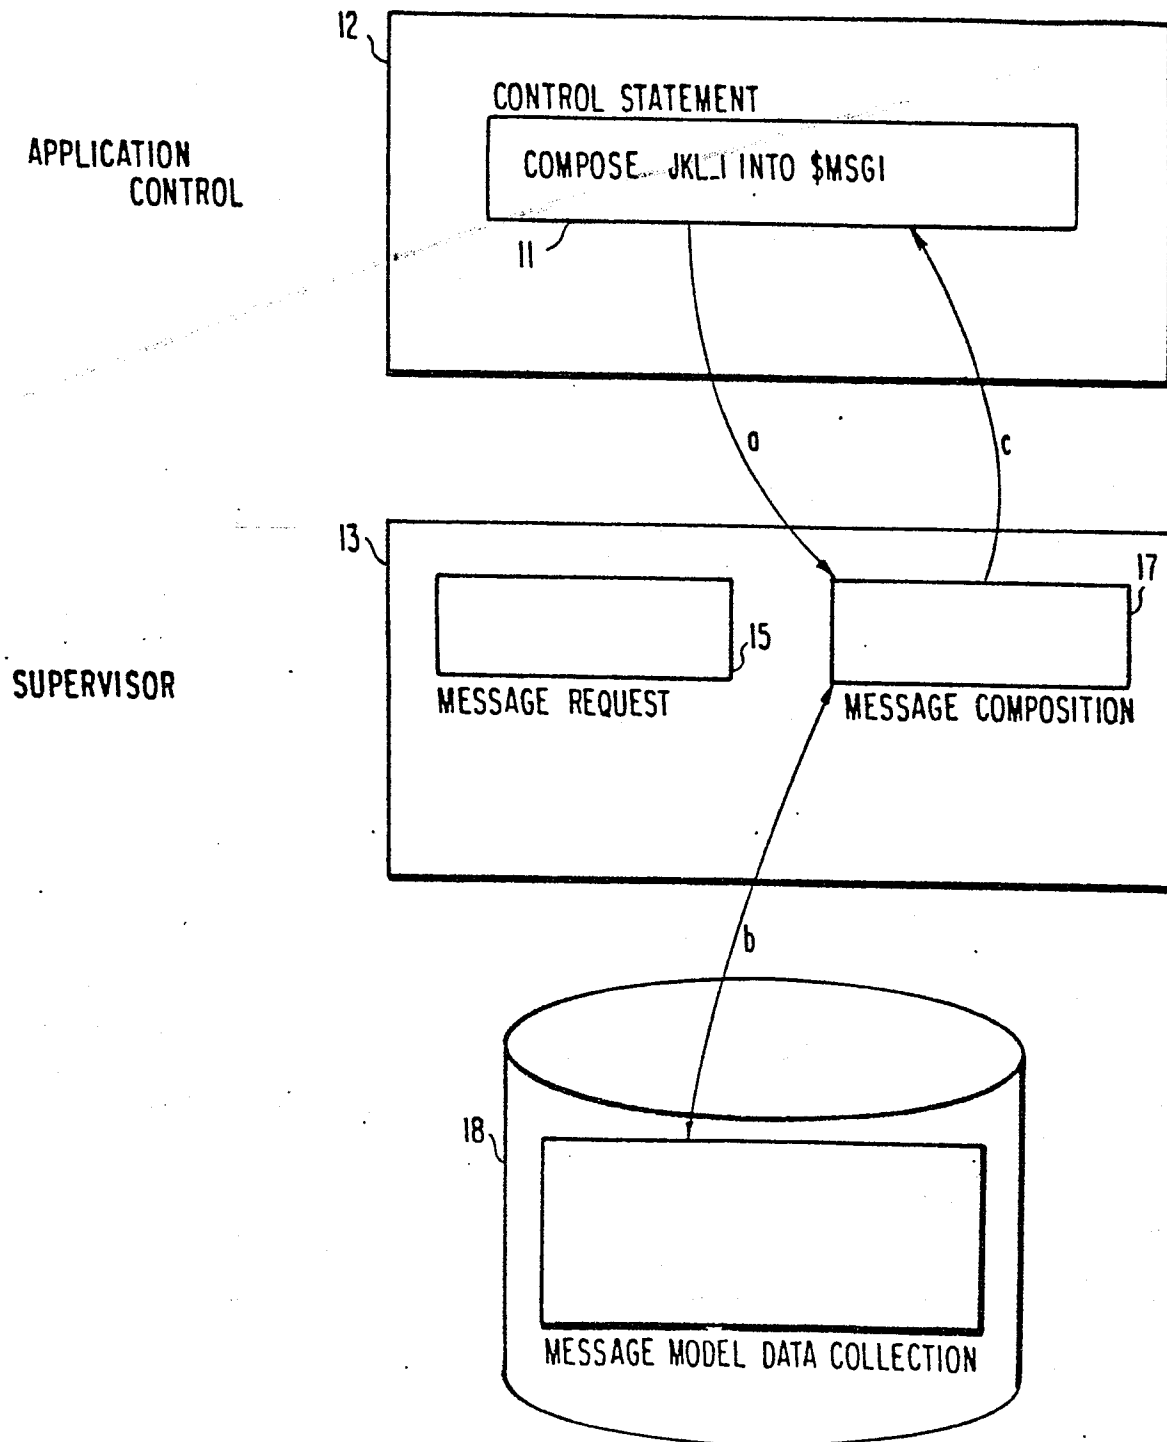 12
CONTROL STATEMENT
APPLICATION
CONTROL
COMPOSE JKL_1 INTO $MSG1
11
a
c
13
17
15
SUPERVISOR
MESSAGE REQUEST
MESSAGE COMPOSITION
b
18
MESSAGE MODEL DATA COLLECTION